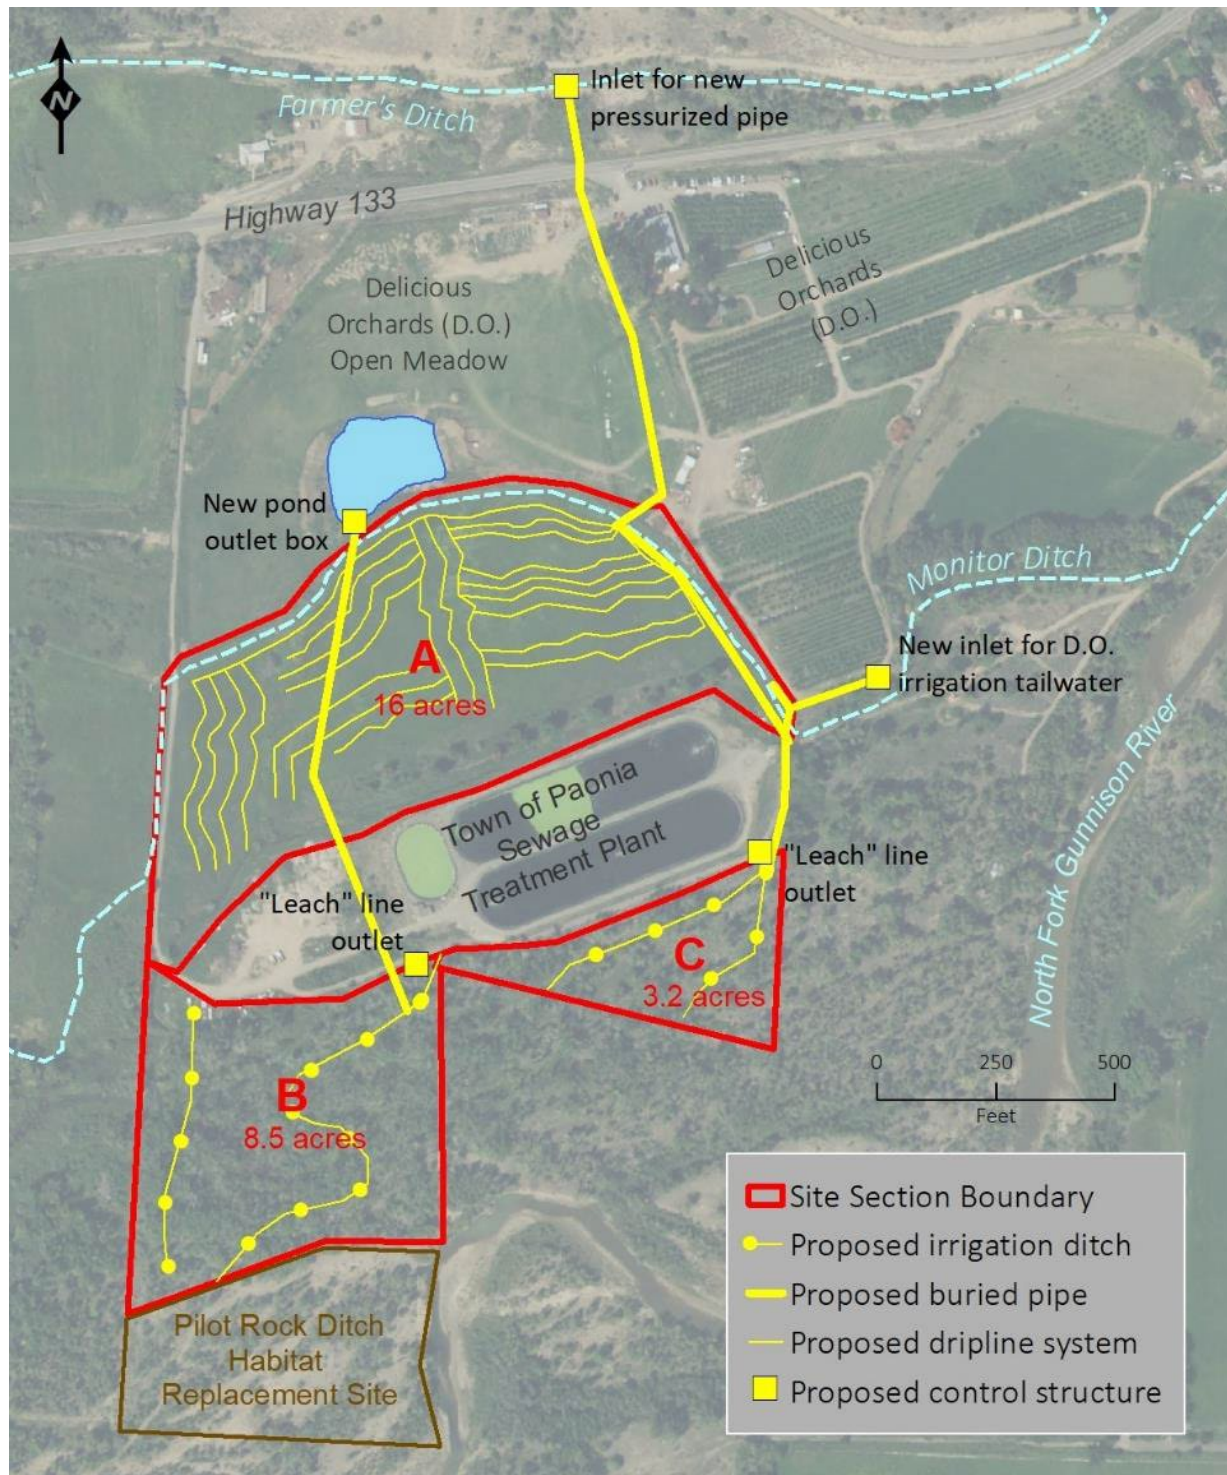 Inlet for new
pressurized pipe
N
Farmer's Ditch
Highway 133
Delicious
Orchards
(D.O.)
Delicious
Orchards (D.O.)
Open Meadow
New pond
outlet box
Monitor Ditch
New inlet for D.O.
irrigation tailwater
A
16 acres
North Fork Gunnison River
Town of Paonia
Sewage
Treatment Plant
"Leach" line
outlet
"Leach" line
outlet
C
3.2 acres
B
8.5 acres
0 250 500
Feet
Site Section Boundary
Proposed irrigation ditch
Proposed buried pipe
Proposed dripline system
Proposed control structure
Pilot Rock Ditch
Habitat
Replacement Site